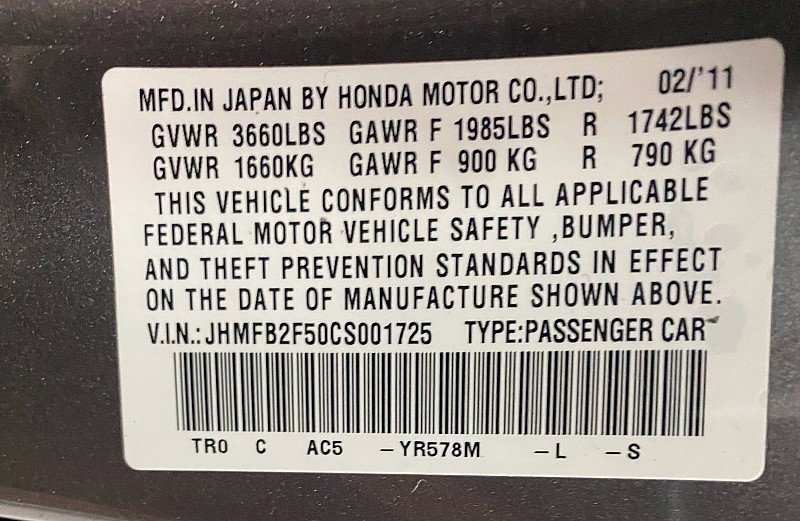 MFD.IN JAPAN BY HONDA MOTOR CO.,LTD; 02/'11
GVWR 3660LBS GAWR F 1985LBS R 1742LBS
GVWR 1660KG GAWR F 900 KG R 790 KG
THIS VEHICLE CONFORMS TO ALL APPLICABLE
FEDERAL MOTOR VEHICLE SAFETY ,BUMPER,
AND THEFT PREVENTION STANDARDS IN EFFECT
ON THE DATE OF MANUFACTURE SHOWN ABOVE.
V.I.N.:JHMFB2F50CS001725 TYPE:PASSENGER CAR
TR0 C AC5 –YR578M –L –S